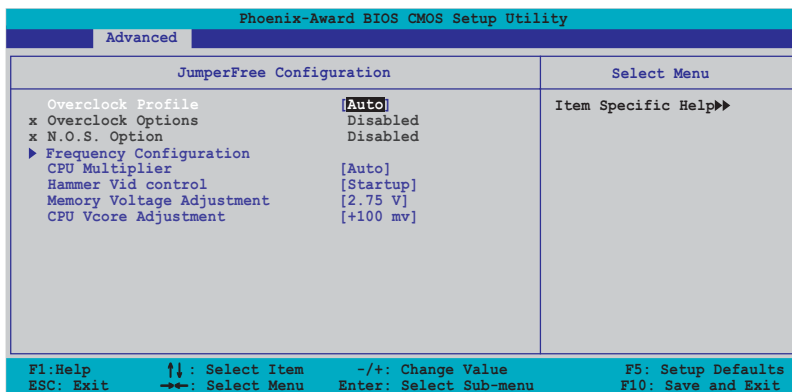 Phoenix-Award BIOS CMOS Setup Utility
Advanced
JumperFree Configuration
Select Menu
Overclock Profile [Auto]
Item Specific Help▶▶
x Overclock Options Disabled
x N.O.S. Option Disabled
▶ Frequency Configuration
CPU Multiplier [Auto]
Hammer Vid control [Startup]
Memory Voltage Adjustment [2.75 V]
CPU Vcore Adjustment [+100 mv]
F1:Help ↑↓ : Select Item -/+: Change Value F5: Setup Defaults
ESC: Exit →←: Select Menu Enter: Select Sub-menu F10: Save and Exit